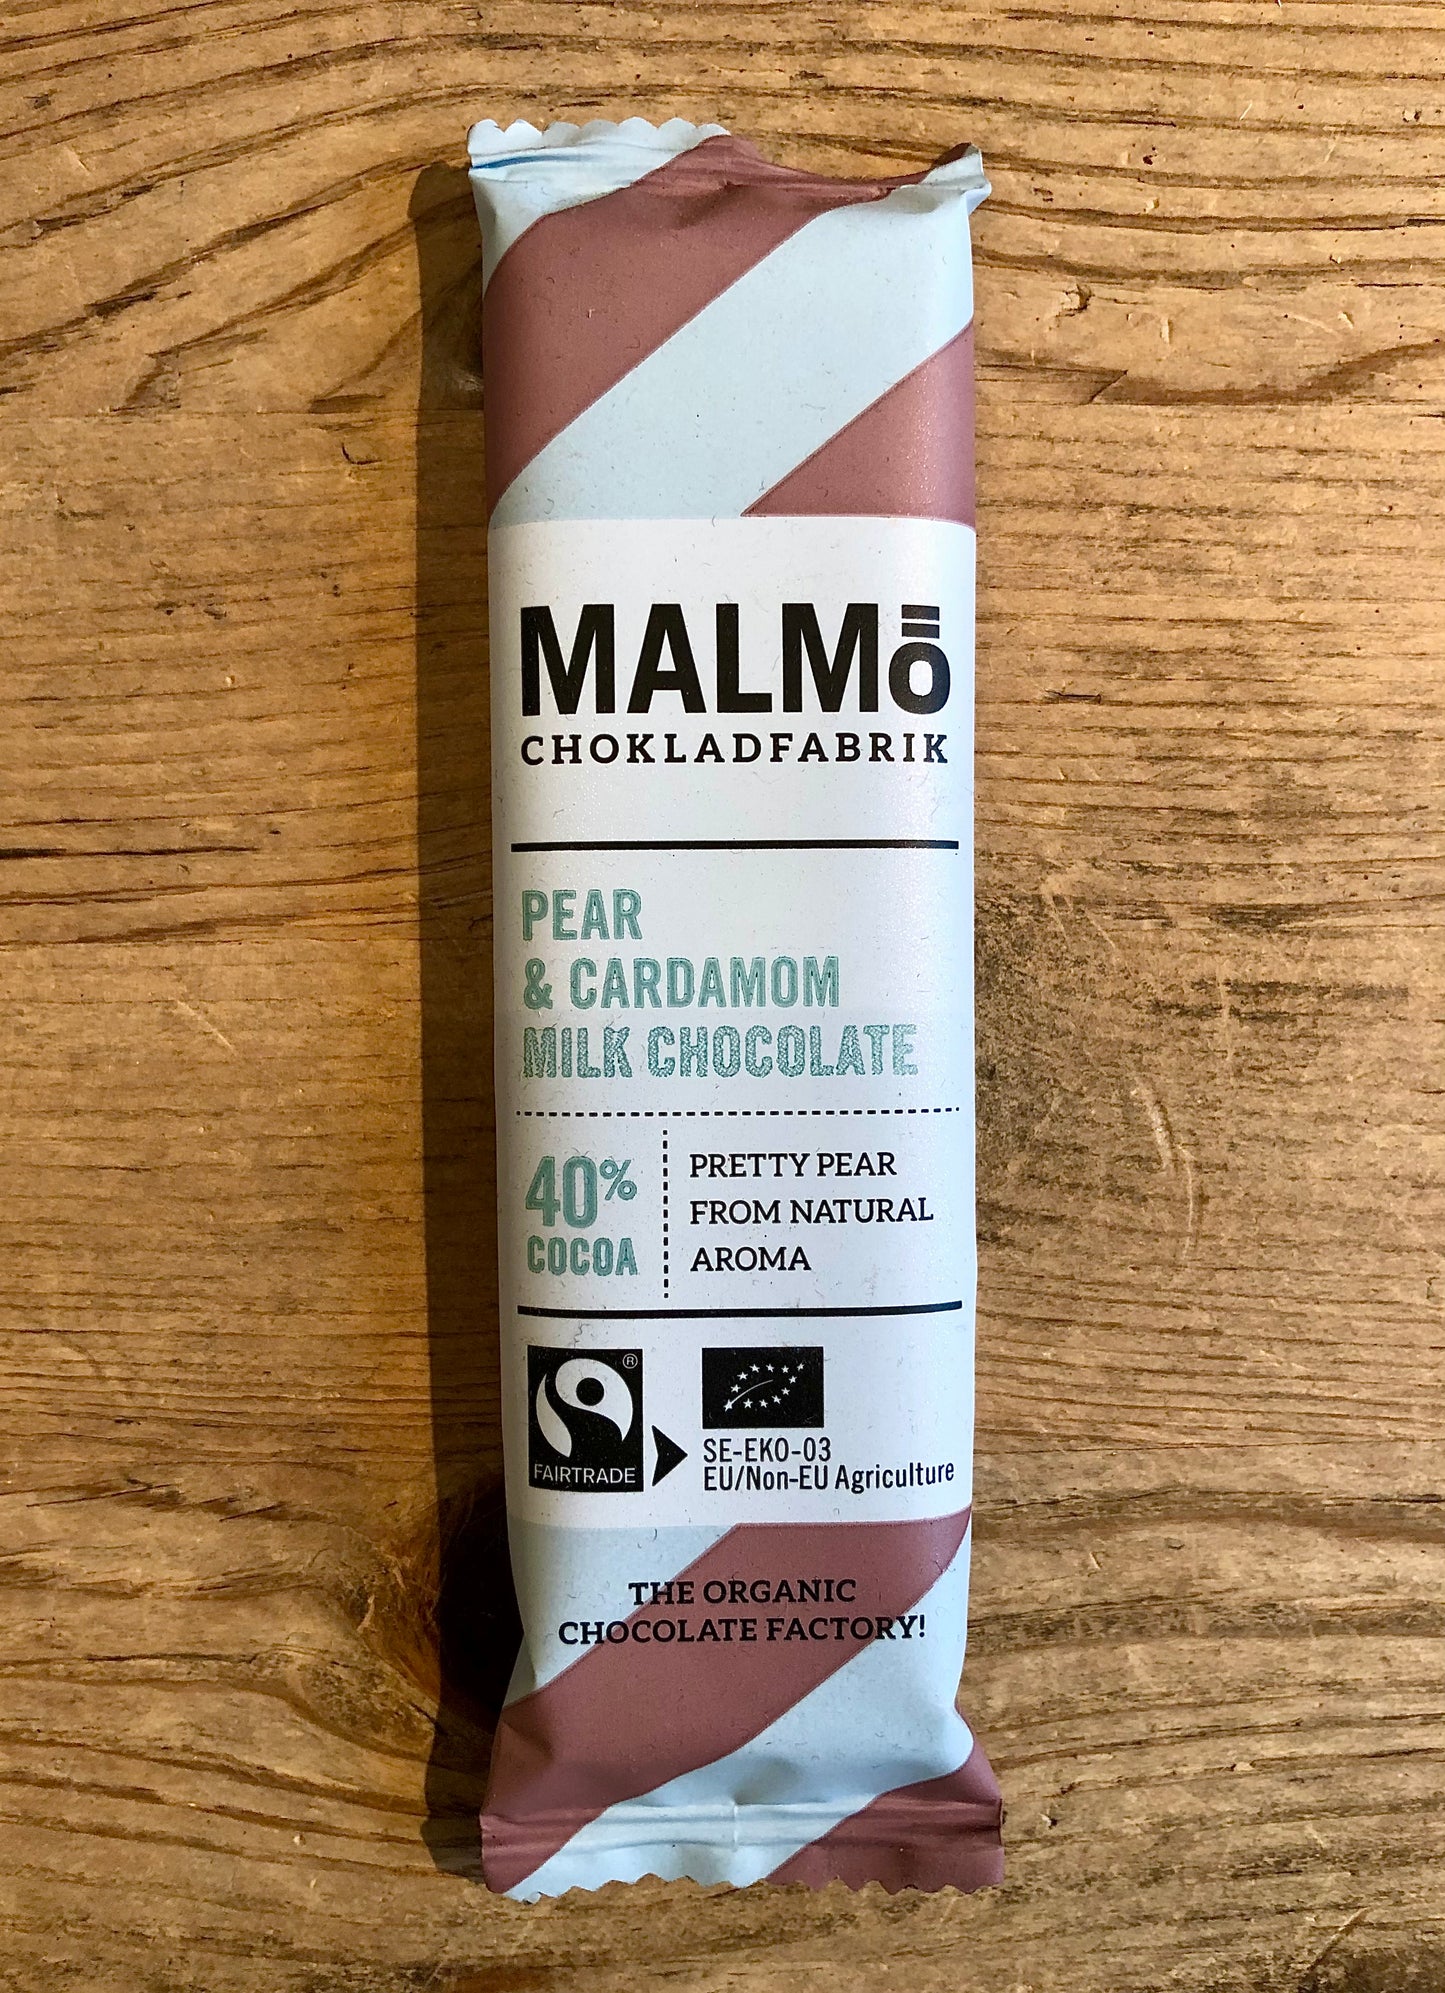 MALMÖ
CHOKLADFABRIK
PEAR
& CARDAMOM
MILK CHOCOLATE
40%
COCOA
PRETTY PEAR
FROM NATURAL
AROMA
®
FAIRTRADE
SE-EKO-03
EU/Non-EU Agriculture
THE ORGANIC
CHOCOLATE FACTORY!